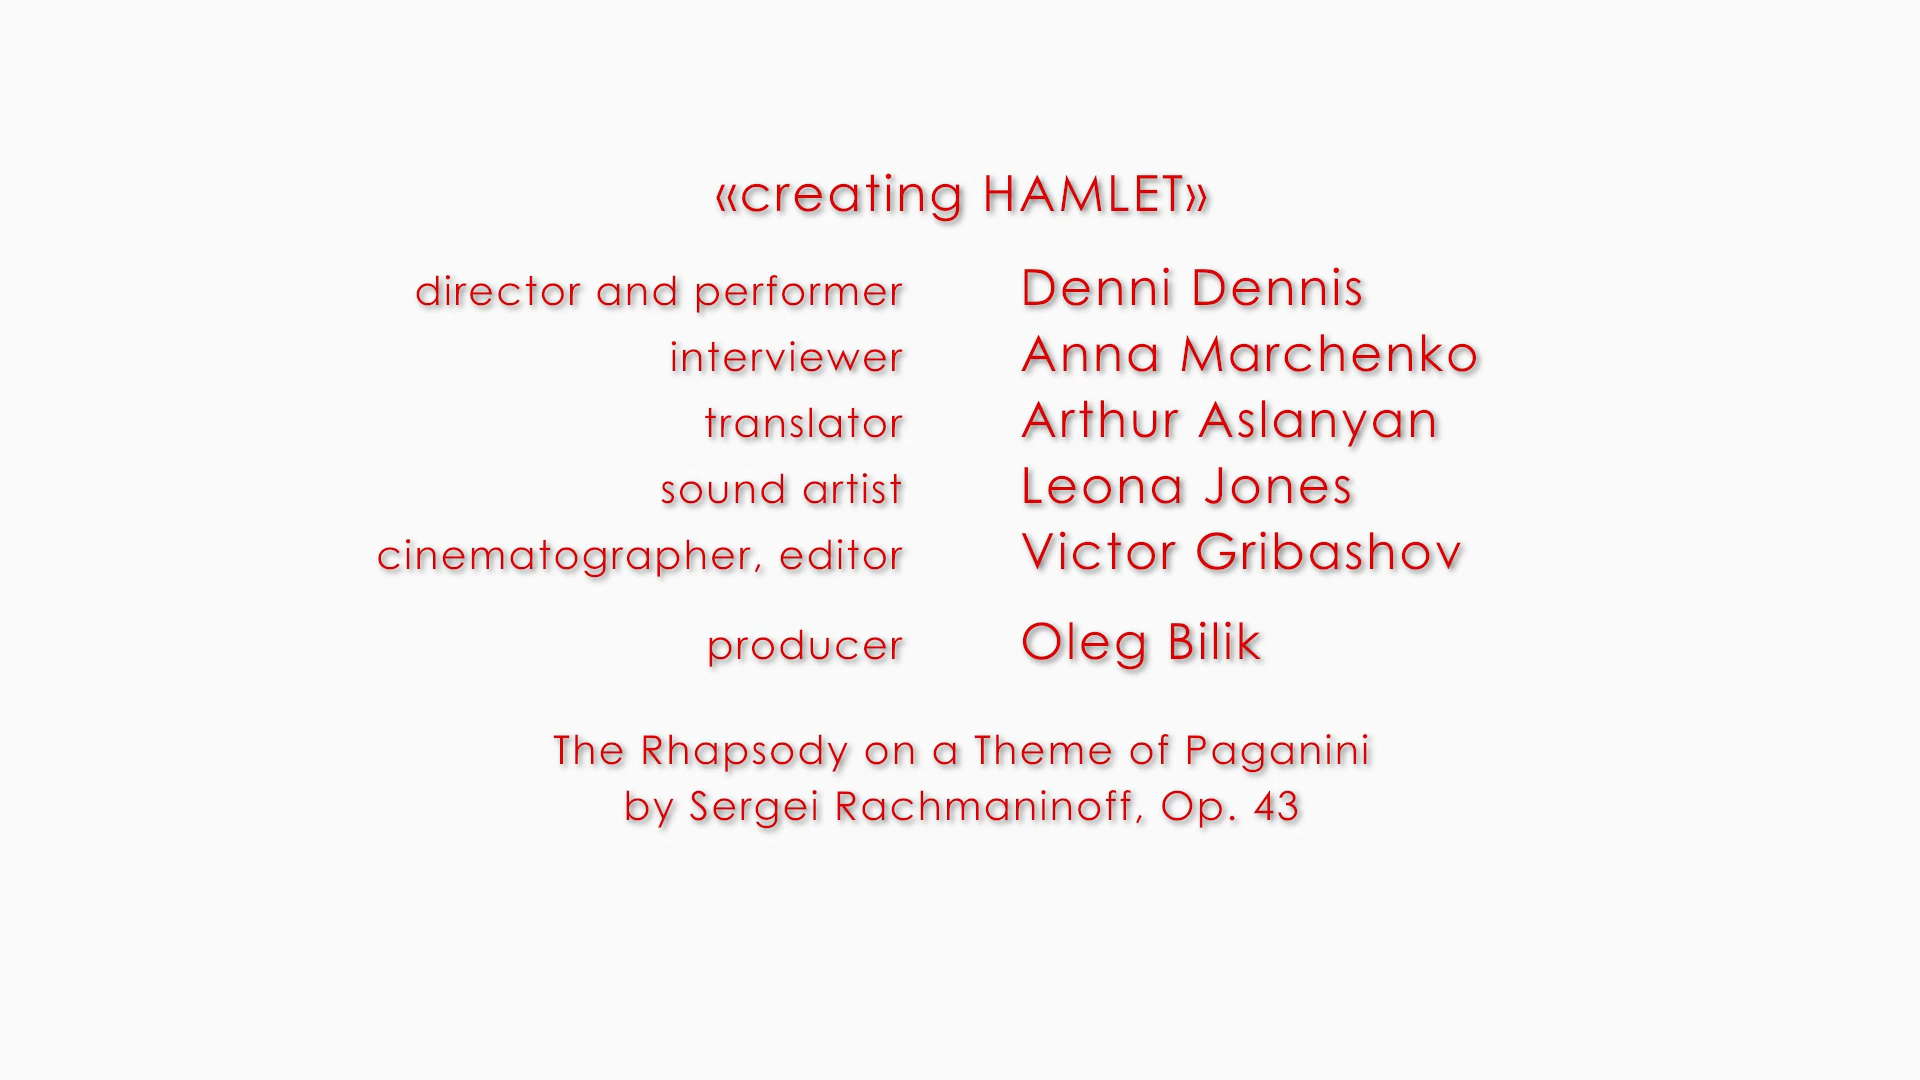 «creating HAMLET»
director and performer Denni Dennis
interviewer Anna Marchenko
translator Arthur Aslanyan
sound artist Leona Jones
cinematographer, editor Victor Gribashov
producer Oleg Bilik
The Rhapsody on a Theme of Paganini
by Sergei Rachmaninoff, Op. 43